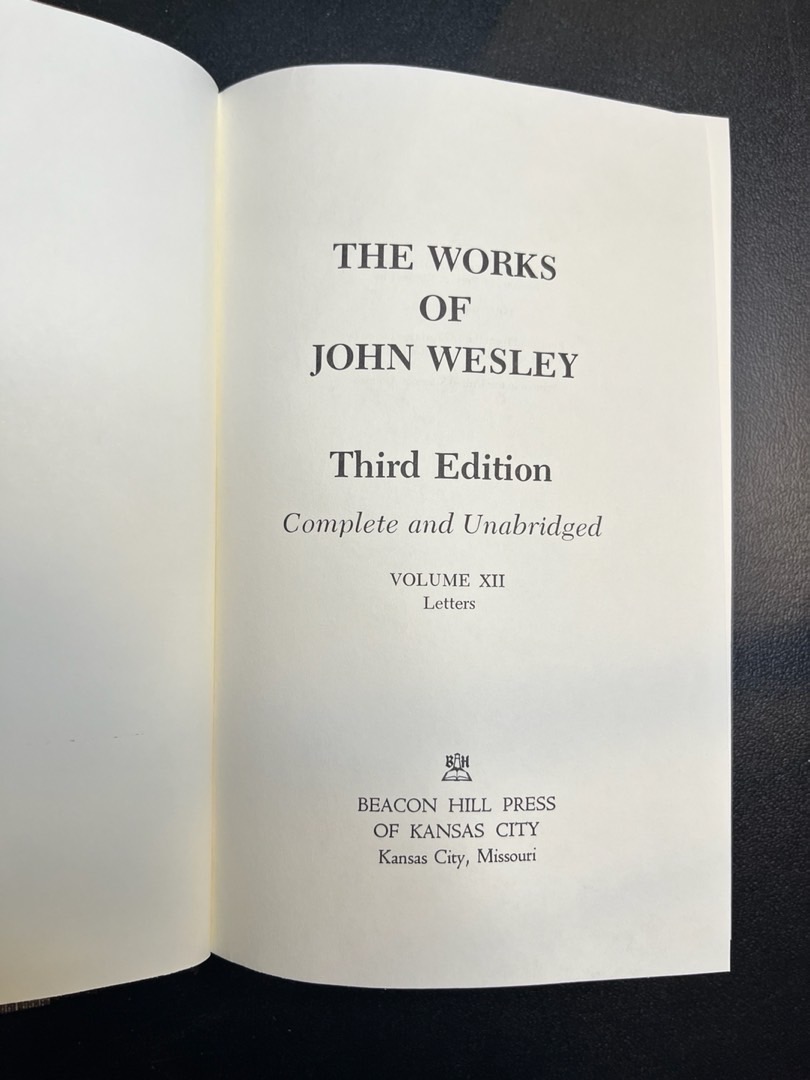 THE WORKS
OF
JOHN WESLEY
Third Edition
Complete and Unabridged
VOLUME XII
Letters
BAH
BEACON HILL PRESS
OF KANSAS CITY
Kansas City, Missouri